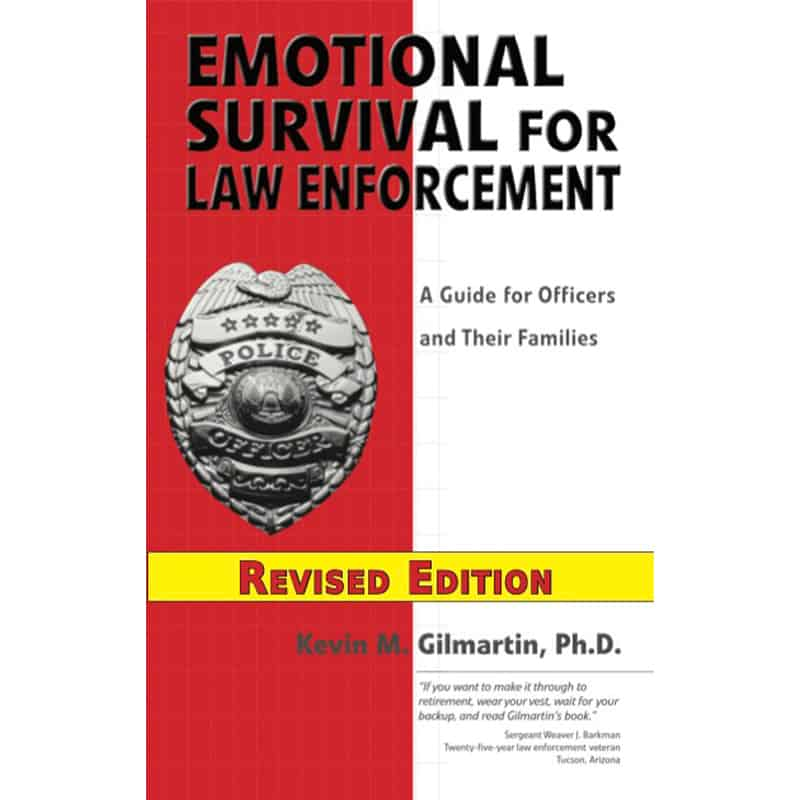 EMOTIONAL
SURVIVAL FOR
LAW ENFORCEMENT
A Guide for Officers
and Their Families
POLICE
OFFICER
REVISED EDITION
Kevin M. Gilmartin, Ph.D.
"If you want to make it through to
retirement, wear your vest, wait for your
backup, and read Gilmartin's book."
Sergeant Weaver J. Barkman
Twenty-five-year law enforcement veteran
Tucson, Arizona